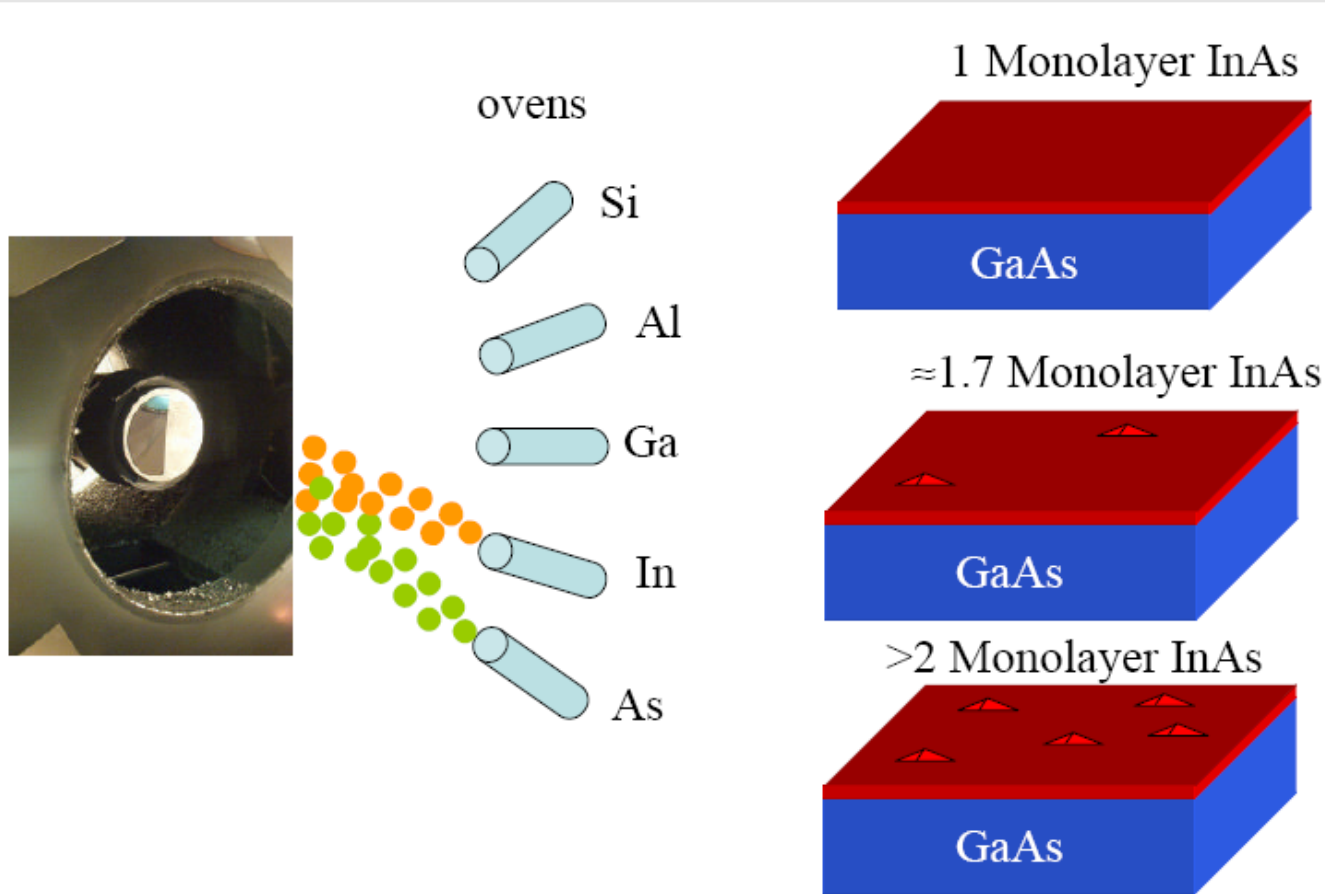 ovens
Si
Al
Ga
In
As
1 Monolayer InAs
GaAs
≈1.7 Monolayer InAs
GaAs
>2 Monolayer InAs
GaAs